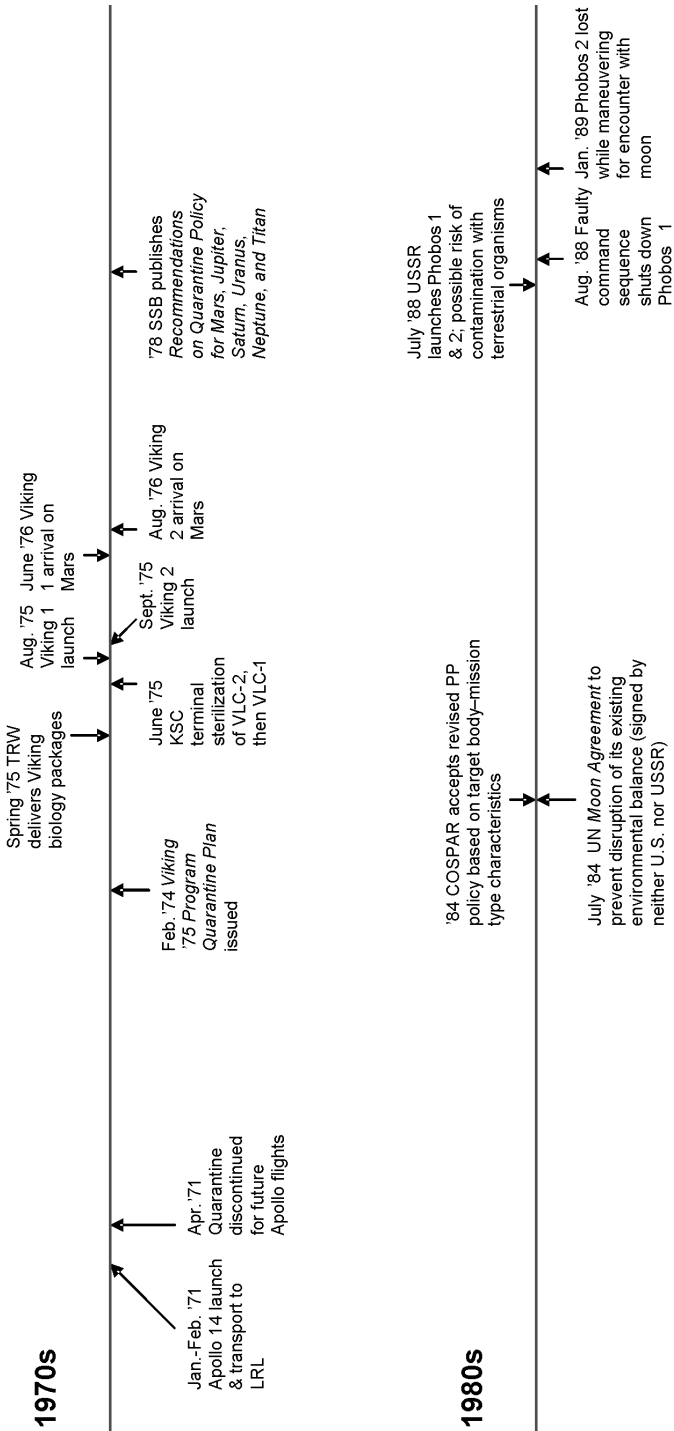 1970s
Jan.-Feb. '71
Apollo 14 launch
& transport to
LRL
Apr. '71
Quarantine
discontinued
for future
Apollo flights
Feb. '74 Viking
'75 Program
Quarantine Plan
issued
Spring '75 TRW
delivers Viking
biology packages
June '75
KSC
terminal
sterilization
of VLC-2,
then VLC-1
Aug. '75
Viking 1
launch
Sept. '75
Viking 2
launch
June '76 Viking
1 arrival on
Mars
Aug. '76 Viking
2 arrival on
Mars
'78 SSB publishes
Recommendations
on Quarantine Policy
for Mars, Jupiter,
Saturn, Uranus,
Neptune, and Titan
1980s
'84 COSPAR accepts revised PP
policy based on target body–mission
type characteristics
July '84 UN Moon Agreement to
prevent disruption of its existing
environmental balance (signed by
neither U.S. nor USSR)
July '88 USSR
launches Phobos 1
& 2; possible risk of
contamination with
terrestrial organisms
Aug. '88 Faulty
command
sequence
shuts down
Phobos 1
Jan. '89 Phobos 2 lost
while maneuvering
for encounter with
moon